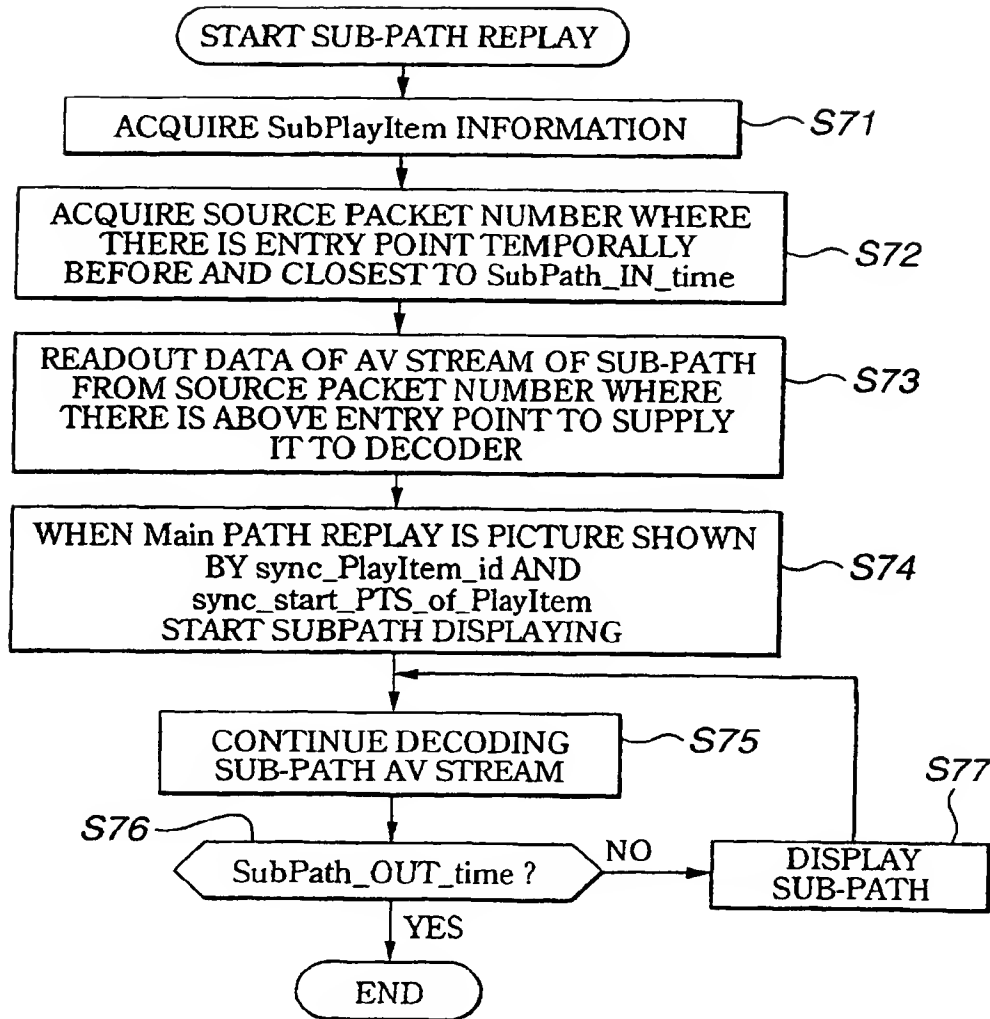 START SUB-PATH REPLAY
ACQUIRE SubPlayItem INFORMATION
S71
ACQUIRE SOURCE PACKET NUMBER WHERE
THERE IS ENTRY POINT TEMPORALLY
BEFORE AND CLOSEST TO SubPath_IN_time
S72
READOUT DATA OF AV STREAM OF SUB-PATH
FROM SOURCE PACKET NUMBER WHERE
THERE IS ABOVE ENTRY POINT TO SUPPLY
IT TO DECODER
S73
WHEN Main PATH REPLAY IS PICTURE SHOWN
BY sync_PlayItem_id AND
sync_start_PTS_of_PlayItem
START SUBPATH DISPLAYING
S74
CONTINUE DECODING
SUB-PATH AV STREAM
S75
S76
SubPath_OUT_time ?
NO
S77
DISPLAY
SUB-PATH
YES
END